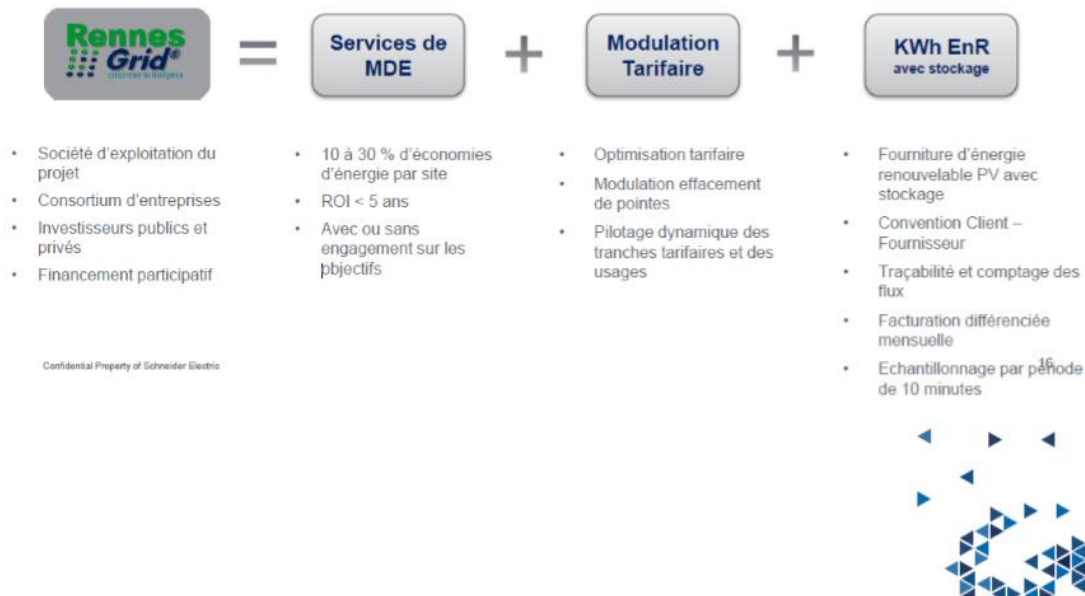 Rennes
Grid®
=
Services de
MDE
+
Modulation
Tarifaire
+
KWh EnR
avec stockage
• Société d'exploitation du
projet
• Consortium d'entreprises
• Investisseurs publics et
privés
• Financement participatif
• 10 à 30 % d'économies
d'énergie par site
• ROI < 5 ans
• Avec ou sans
engagement sur les
pbjectifs
• Optimisation tarifaire
• Modulation effacement
de pointes
• Pilotage dynamique des
tranches tarifaires et des
usages
• Fourniture d'énergie
renouvelable PV avec
stockage
• Convention Client –
Fournisseur
• Traçabilité et comptage des
flux
• Facturation différenciée
mensuelle
• Echantillonnage par période
de 10 minutes
Confidential Property of Schneider Electric
16